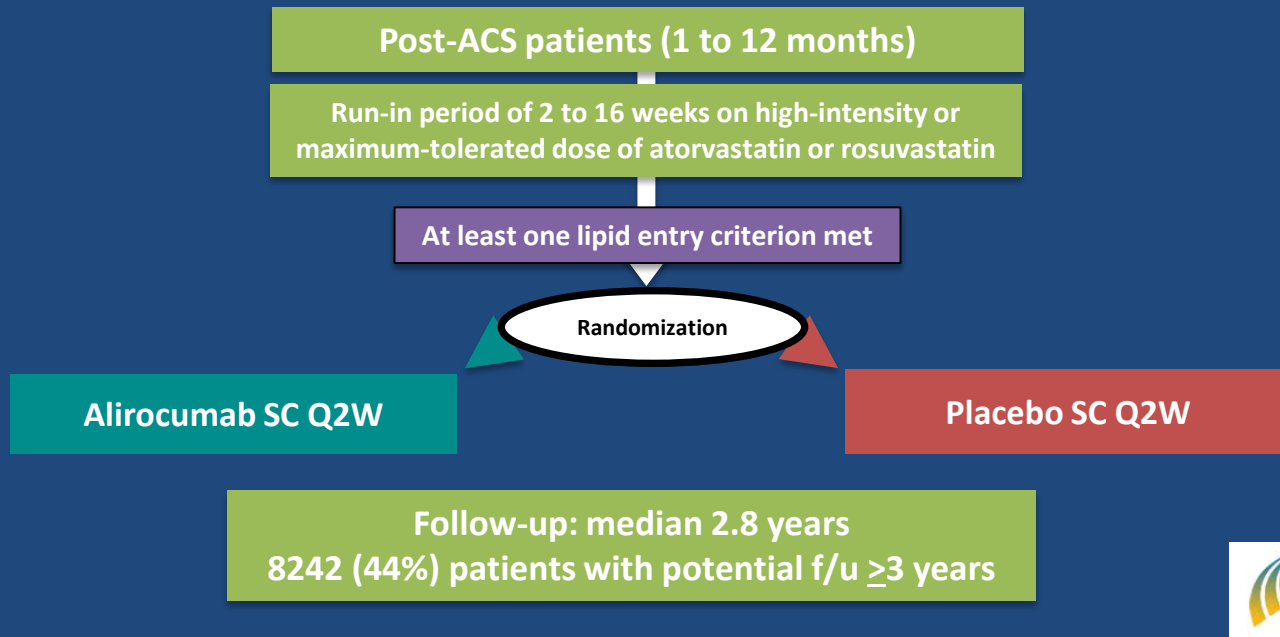 Post-ACS patients (1 to 12 months)
Run-in period of 2 to 16 weeks on high-intensity or
maximum-tolerated dose of atorvastatin or rosuvastatin
At least one lipid entry criterion met
Randomization
Alirocumab SC Q2W
Placebo SC Q2W
Follow-up: median 2.8 years
8242 (44%) patients with potential f/u ≥3 years